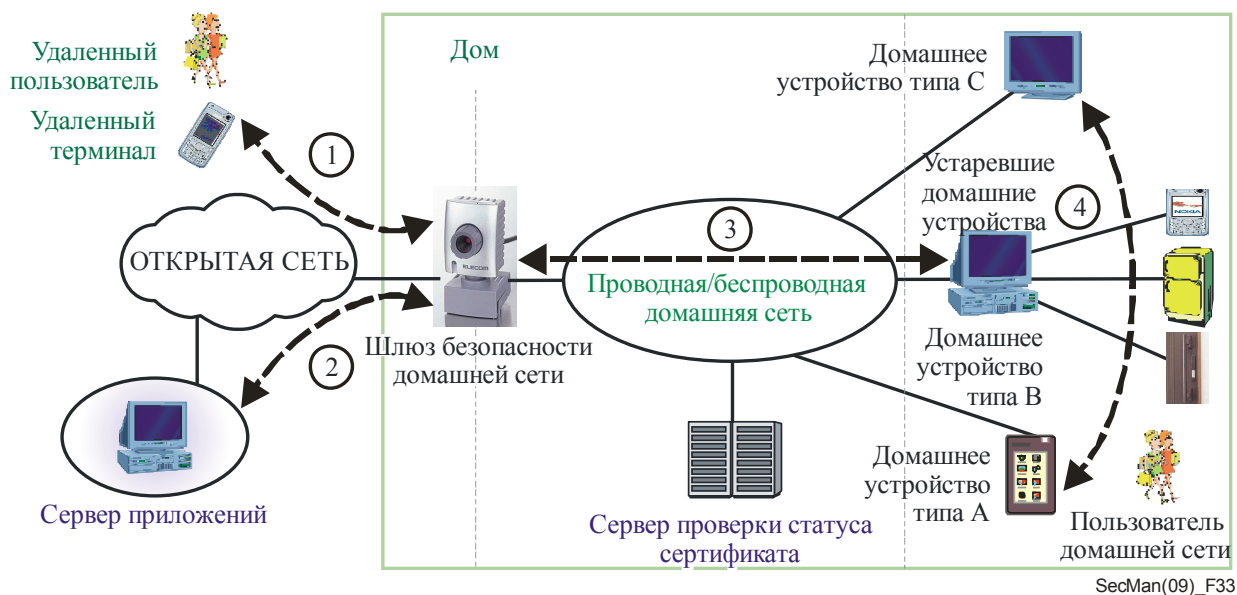 Удаленный
пользователь
Удаленный
терминал
Дом
Домашнее
устройство типа C
1
Устаревшие
домашние
устройства
4
3
NOKIA
ОТКРЫТАЯ СЕТЬ
ELECOM
Проводная/беспроводная
домашняя сеть
2
Шлюз безопасности
домашней сети
Домашнее
устройство
типа B
Сервер приложений
Сервер проверки статуса
сертификата
Домашнее
устройство
типа A
Пользователь
домашней сети
SecMan(09)_F33